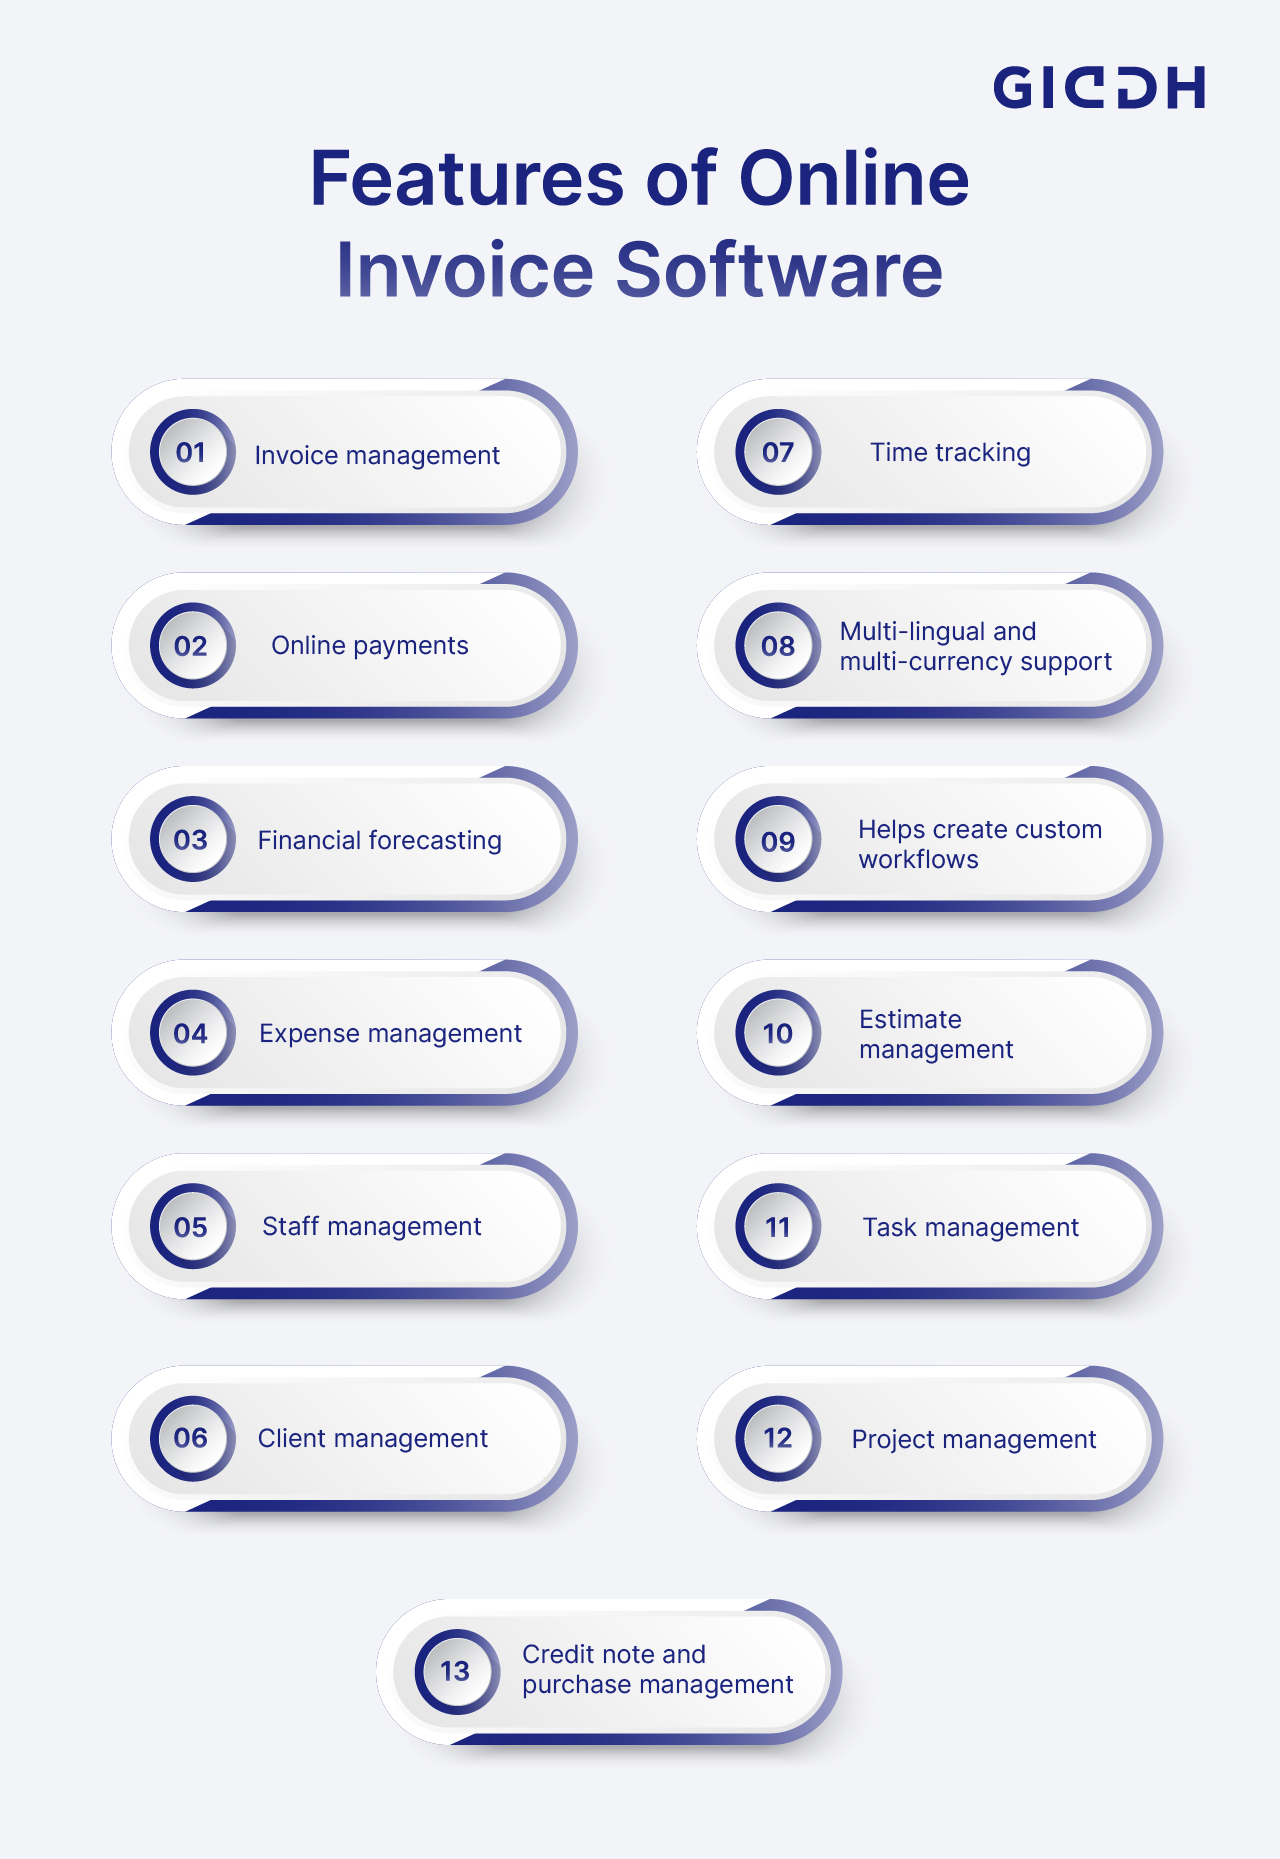 GIDDH
Features of Online
Invoice Software
01 Invoice management
02 Online payments
03 Financial forecasting
04 Expense management
05 Staff management
06 Client management
07 Time tracking
08 Multi-lingual and
multi-currency support
09 Helps create custom
workflows
10 Estimate
management
11 Task management
12 Project management
13 Credit note and
purchase management